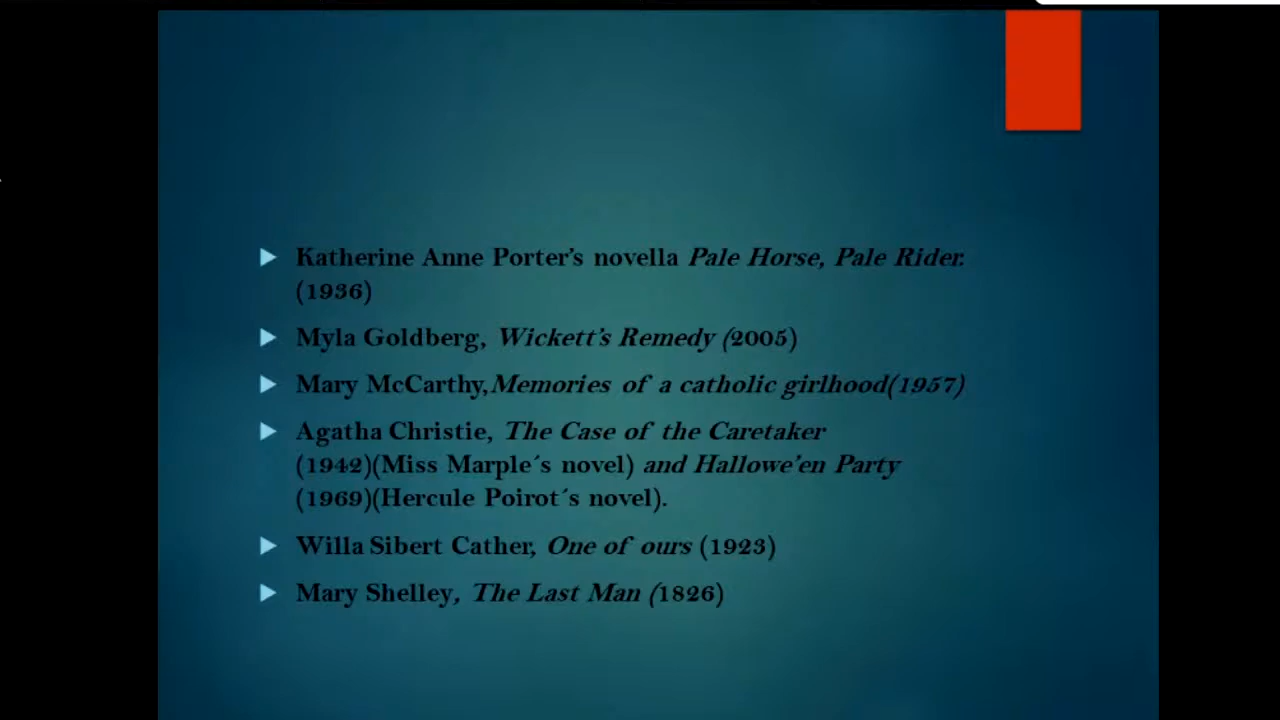 Katherine Anne Porter’s novella Pale Horse, Pale Rider.
(1936)
Myla Goldberg, Wickett’s Remedy (2005)
Mary McCarthy,Memories of a catholic girlhood(1957)
Agatha Christie, The Case of the Caretaker
(1942)(Miss Marple´s novel) and Hallowe’en Party
(1969)(Hercule Poirot´s novel).
Willa Sibert Cather, One of ours (1923)
Mary Shelley, The Last Man (1826)